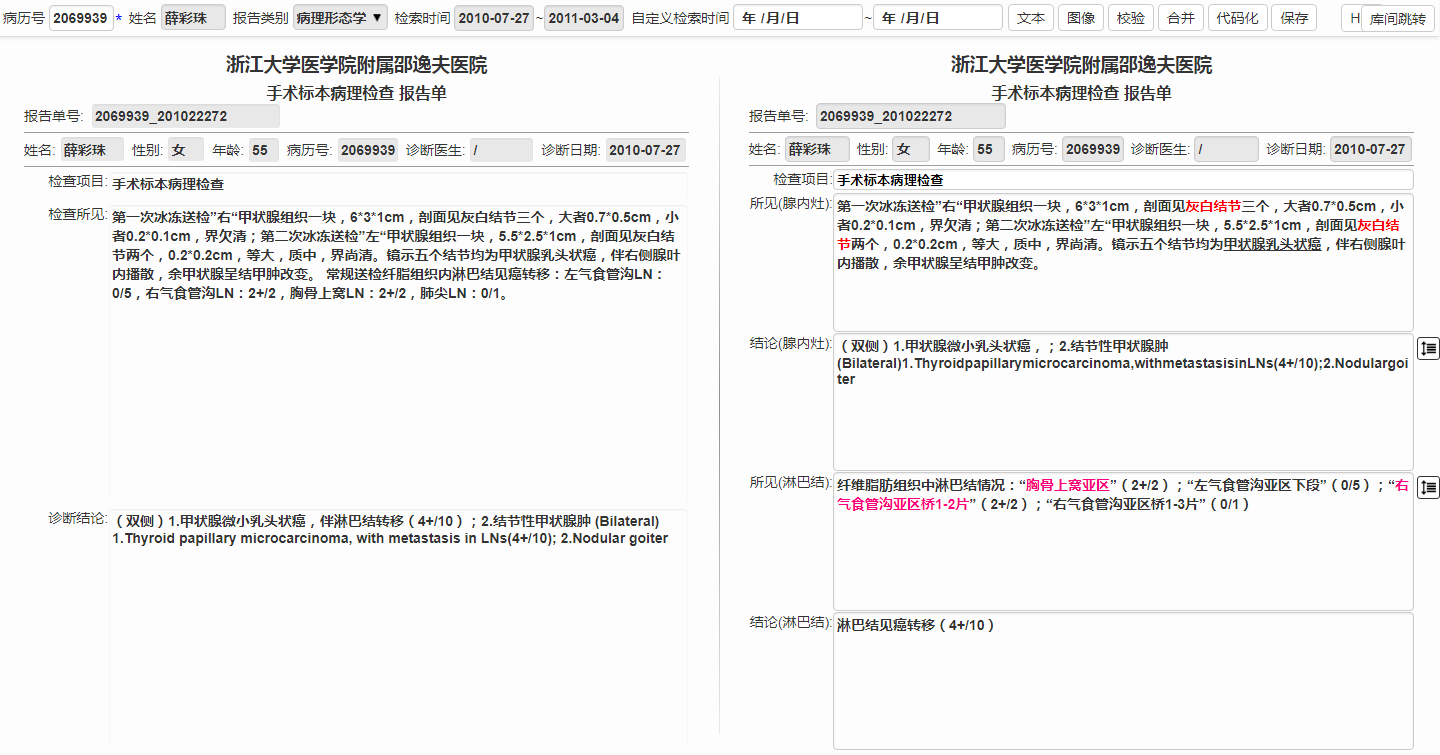 病历号 2069939 * 姓名 薛彩珠 报告类别 病理形态学 ▼ 检索时间 2010-07-27 ~ 2011-03-04 自定义检索时间 年 /月/日 ~ 年 /月/日 文本 图像 校验 合并 代码化 保存 H 库间跳转
浙江大学医学院附属邵逸夫医院
手术标本病理检查 报告单
报告单号: 2069939_201022272
姓名: 薛彩珠 性别: 女 年龄: 55 病历号: 2069939 诊断医生: / 诊断日期: 2010-07-27
检查项目: 手术标本病理检查
检查所见: 第一次冰冻送检”右“甲状腺组织一块，6*3*1cm，剖面见灰白结节三个，大者0.7*0.5cm，小
者0.2*0.1cm，界欠清；第二次冰冻送检”左“甲状腺组织一块，5.5*2.5*1cm，剖面见灰白结
节两个，0.2*0.2cm，等大，质中，界尚清。镜示五个结节均为甲状腺乳头状癌，伴右侧腺叶
内播散，余甲状腺呈结甲肿改变。 常规送检纤脂组织内淋巴结见癌转移：左气食管沟LN：
0/5，右气食管沟LN：2+/2，胸骨上窝LN：2+/2，肺尖LN：0/1。
诊断结论: （双侧）1.甲状腺微小乳头状癌，伴淋巴结转移（4+/10）；2.结节性甲状腺肿 (Bilateral)
1.Thyroid papillary microcarcinoma, with metastasis in LNs(4+/10); 2.Nodular goiter
浙江大学医学院附属邵逸夫医院
手术标本病理检查 报告单
报告单号: 2069939_201022272
姓名: 薛彩珠 性别: 女 年龄: 55 病历号: 2069939 诊断医生: / 诊断日期: 2010-07-27
检查项目: 手术标本病理检查
所见(腺内灶): 第一次冰冻送检”右“甲状腺组织一块，6*3*1cm，剖面见灰白结节三个，大者0.7*0.5cm，小
者0.2*0.1cm，界欠清；第二次冰冻送检”左“甲状腺组织一块，5.5*2.5*1cm，剖面见灰白结
节两个，0.2*0.2cm，等大，质中，界尚清。镜示五个结节均为甲状腺乳头状癌，伴右侧腺叶
内播散，余甲状腺呈结甲肿改变。
结论(腺内灶): （双侧）1.甲状腺微小乳头状癌，；2.结节性甲状腺肿
(Bilateral)1.Thyroidpapillarymicrocarcinoma,withmetastasisinLNs(4+/10);2.Nodulargoi
ter
所见(淋巴结): 纤维脂肪组织中淋巴结情况：“胸骨上窝亚区”（2+/2）；“左气食管沟亚区下段”（0/5）；“右
气食管沟亚区桥1-2片”（2+/2）；“右气食管沟亚区桥1-3片”（0/1）
结论(淋巴结): 淋巴结见癌转移（4+/10）